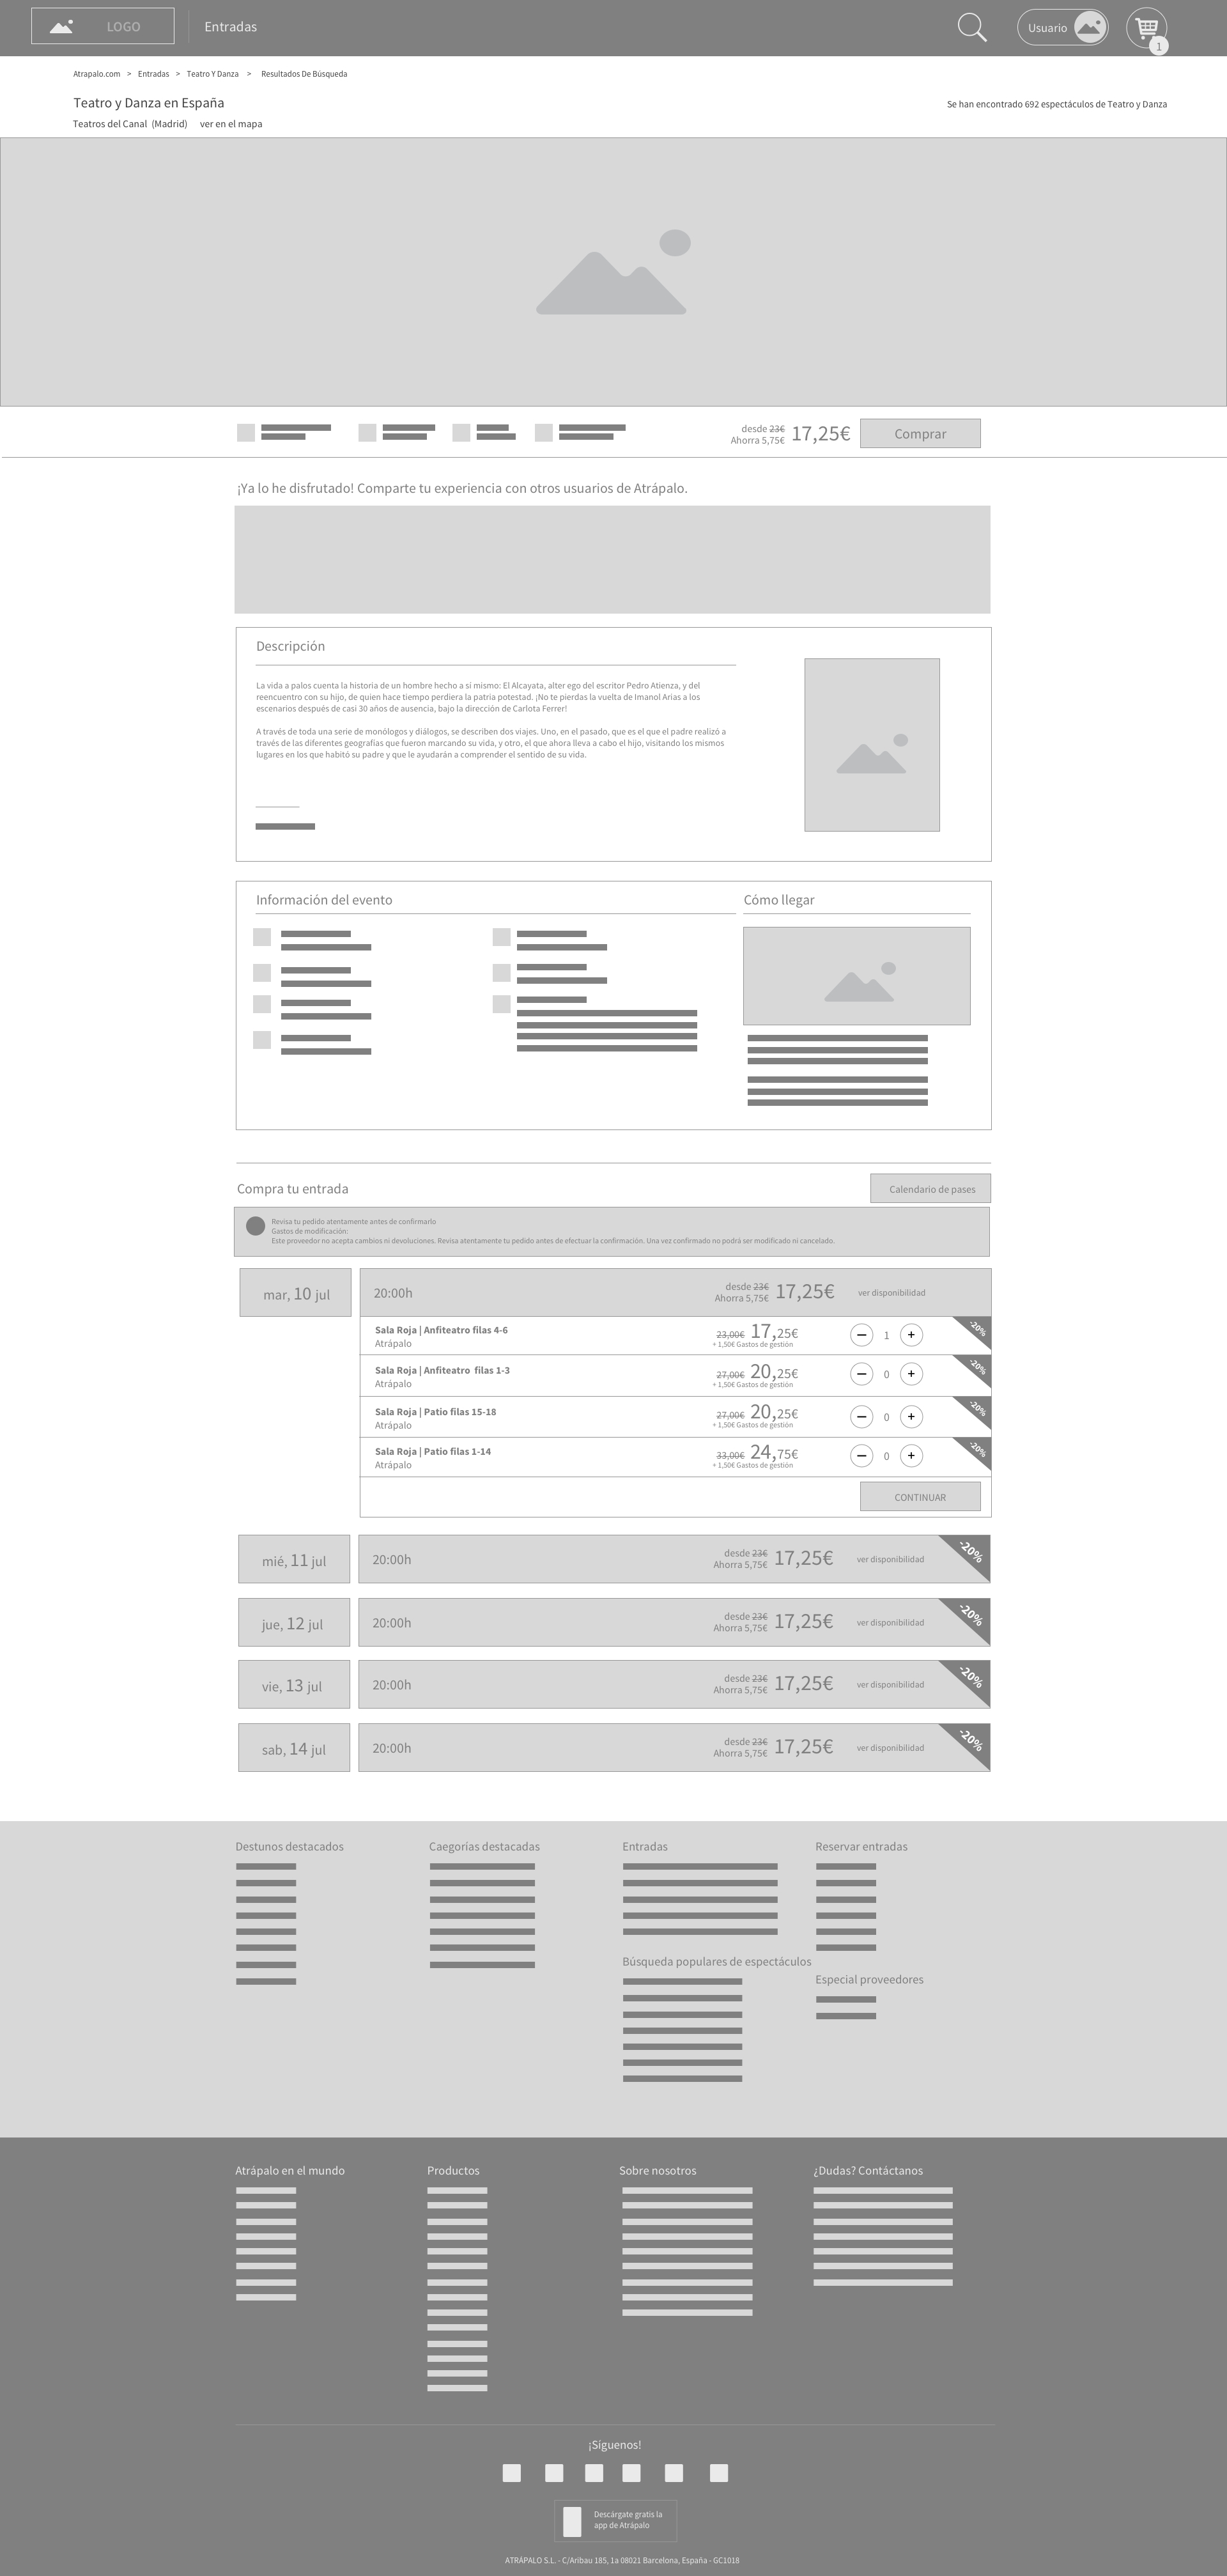 LOGO
Entradas
Usuario
1
Atrapalo.com > Entradas > Teatro Y Danza > Resultados De Búsqueda
Teatro y Danza en España
Se han encontrado 692 espectáculos de Teatro y Danza
Teatros del Canal (Madrid) ver en el mapa
desde 23€
Ahorra 5,75€
17,25€
Comprar
¡Ya lo he disfrutado! Comparte tu experiencia con otros usuarios de Atrápalo.
Descripción
La vida a palos cuenta la historia de un hombre hecho a sí mismo: El Alcayata, alter ego del escritor Pedro Atienza, y del
reencuentro con su hijo, de quien hace tiempo perdiera la patria potestad. ¡No te pierdas la vuelta de Imanol Arias a los
escenarios después de casi 30 años de ausencia, bajo la dirección de Carlota Ferrer!
A través de toda una serie de monólogos y diálogos, se describen dos viajes. Uno, en el pasado, que es el que el padre realizó a
través de las diferentes geografías que fueron marcando su vida, y otro, el que ahora lleva a cabo el hijo, visitando los mismos
lugares en los que habitó su padre y que le ayudarán a comprender el sentido de su vida.
Información del evento
Cómo llegar
Compra tu entrada
Calendario de pases
Revisa tu pedido atentamente antes de confirmarlo
Gastos de modificación:
Este proveedor no acepta cambios ni devoluciones. Revisa atentamente tu pedido antes de efectuar la confirmación. Una vez confirmado no podrá ser modificado ni cancelado.
mar, 10 jul
20:00h
desde 23€
Ahorra 5,75€
17,25€
ver disponibilidad
Sala Roja | Anfiteatro filas 4-6
Atrápalo
23,00€ 17,25€
+ 1,50€ Gastos de gestión
1 +
-20%
Sala Roja | Anfiteatro filas 1-3
Atrápalo
27,00€ 20,25€
+ 1,50€ Gastos de gestión
0 +
-20%
Sala Roja | Patio filas 15-18
Atrápalo
27,00€ 20,25€
+ 1,50€ Gastos de gestión
0 +
-20%
Sala Roja | Patio filas 1-14
Atrápalo
33,00€ 24,75€
+ 1,50€ Gastos de gestión
0 +
-20%
CONTINUAR
mié, 11 jul
20:00h
desde 23€
Ahorra 5,75€
17,25€
ver disponibilidad
-20%
jue, 12 jul
20:00h
desde 23€
Ahorra 5,75€
17,25€
ver disponibilidad
-20%
vie, 13 jul
20:00h
desde 23€
Ahorra 5,75€
17,25€
ver disponibilidad
-20%
sab, 14 jul
20:00h
desde 23€
Ahorra 5,75€
17,25€
ver disponibilidad
-20%
Destunos destacados
Caegorías destacadas
Entradas
Reservar entradas
Búsqueda populares de espectáculos
Especial proveedores
Atrápalo en el mundo
Productos
Sobre nosotros
¿Dudas? Contáctanos
¡Síguenos!
Descárgate gratis la
app de Atrápalo
ATRÁPALO S.L. - C/Aribau 185, 1a 08021 Barcelona, España - GC1018